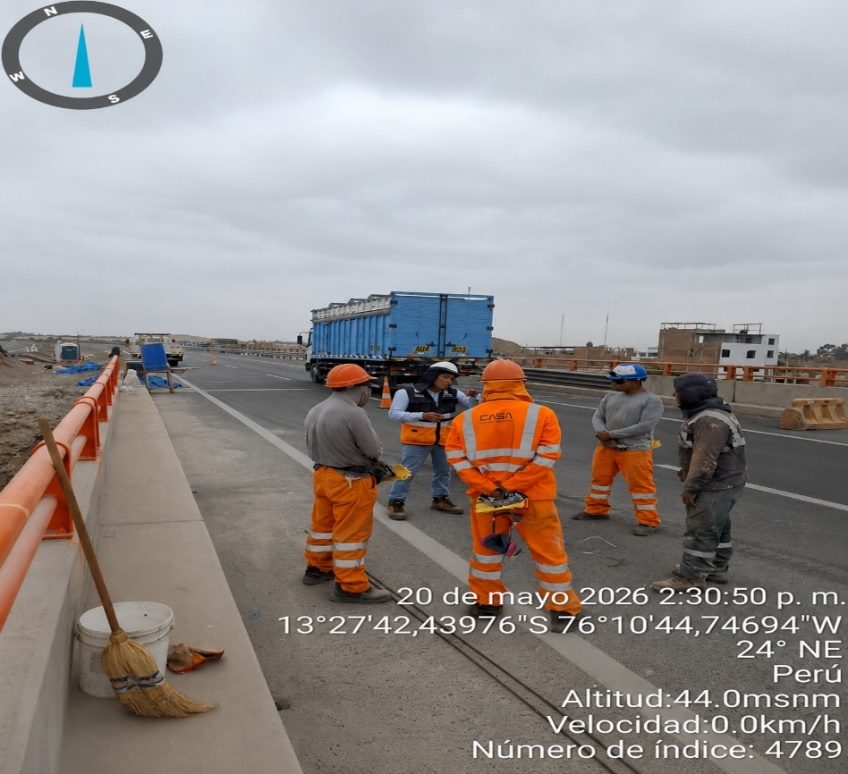 N
E
W
S
CASA
20 de mayo 2026 2:30:50 p. m.
13°27'42,43976"S 76°10'44,74694"W
24° NE
Perú
Altitud:44.0msnm
Velocidad:0.0km/h
Número de índice: 4789